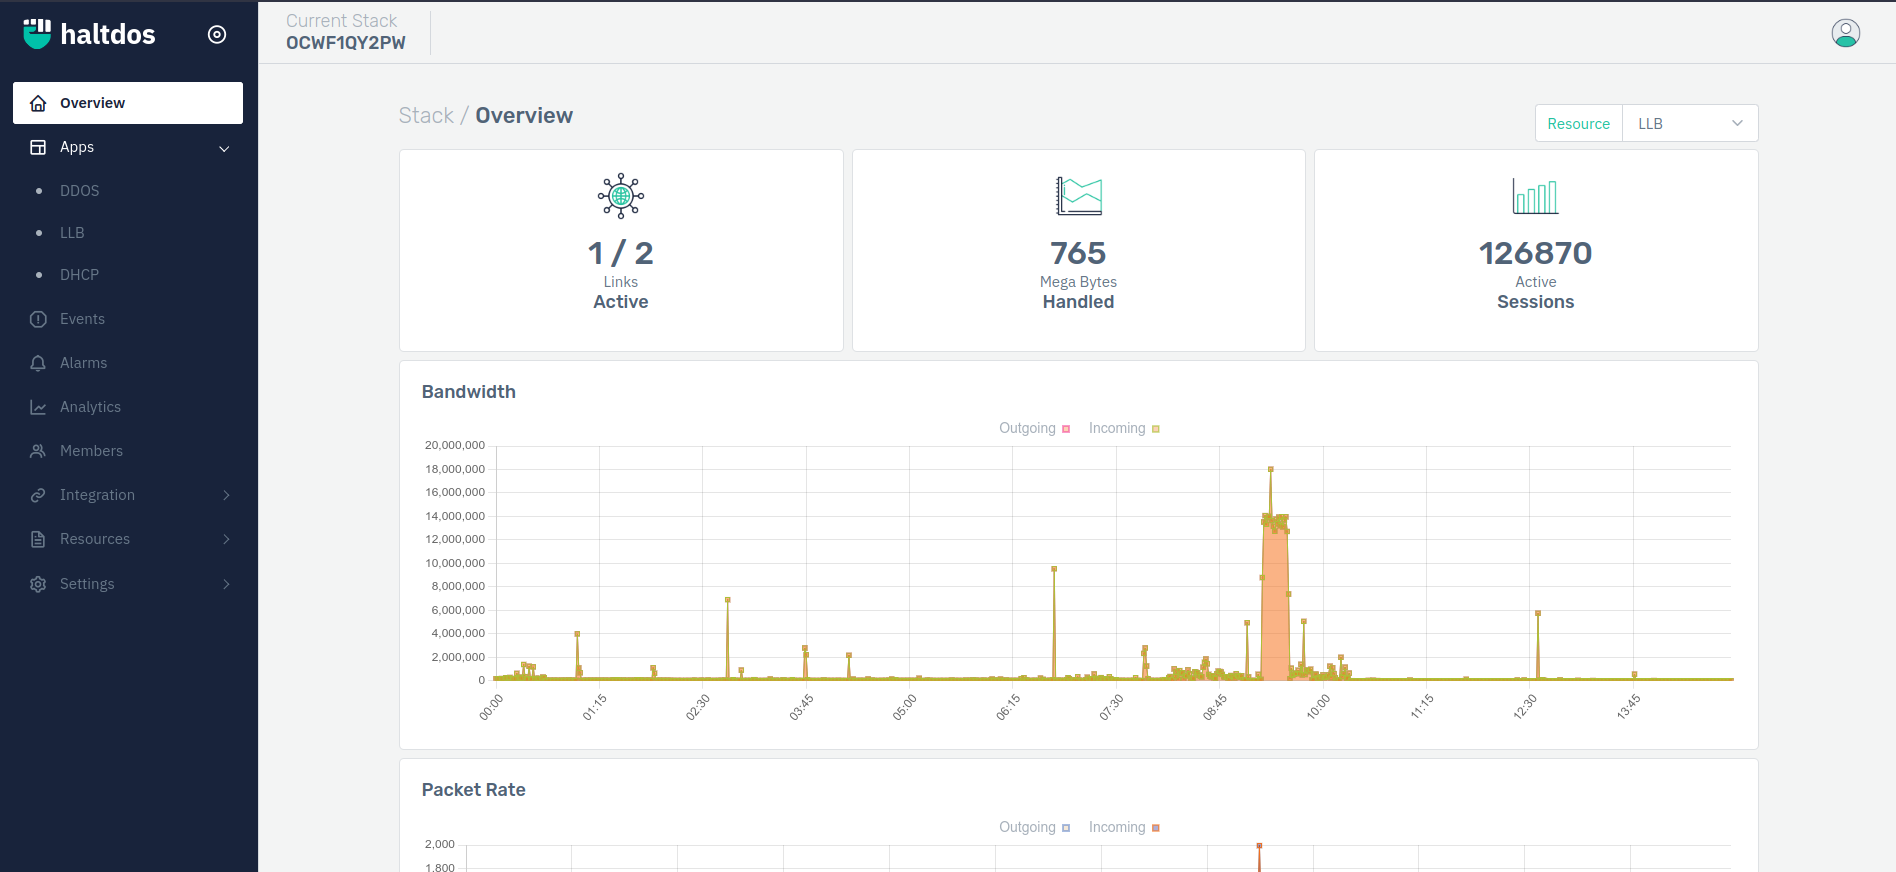 haltdos
Overview
Apps
DDOS
LLB
DHCP
Events
Alarms
Analytics
Members
Integration
Resources
Settings
Current Stack
OCWF1QY2PW
Stack / Overview
Resource LLB
1 / 2
Links
Active
765
Mega Bytes
Handled
126870
Active
Sessions
Bandwidth
Outgoing Incoming
20,000,000
18,000,000
16,000,000
14,000,000
12,000,000
10,000,000
8,000,000
6,000,000
4,000,000
2,000,000
0
00:00 01:15 02:30 03:45 05:00 06:15 07:30 08:45 10:00 11:15 12:30 13:45
Packet Rate
Outgoing Incoming
2,000
1,800